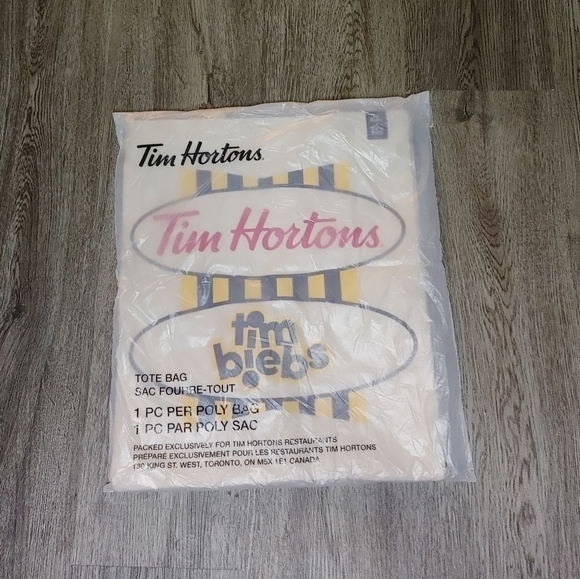 Tim Hortons
Tim Hortons
tim
biebs
TOTE BAG
SAC FOURRE-TOUT
1 PC PER POLY BAG
1 PC PAR POLY SAC
PACKED EXCLUSIVELY FOR TIM HORTONS RESTAURANTS
PRÉPARÉ EXCLUSIVEMENT POUR LES RESTAURANTS TIM HORTONS
130 KING ST. WEST, TORONTO, ON M5X 1E1 CANADA